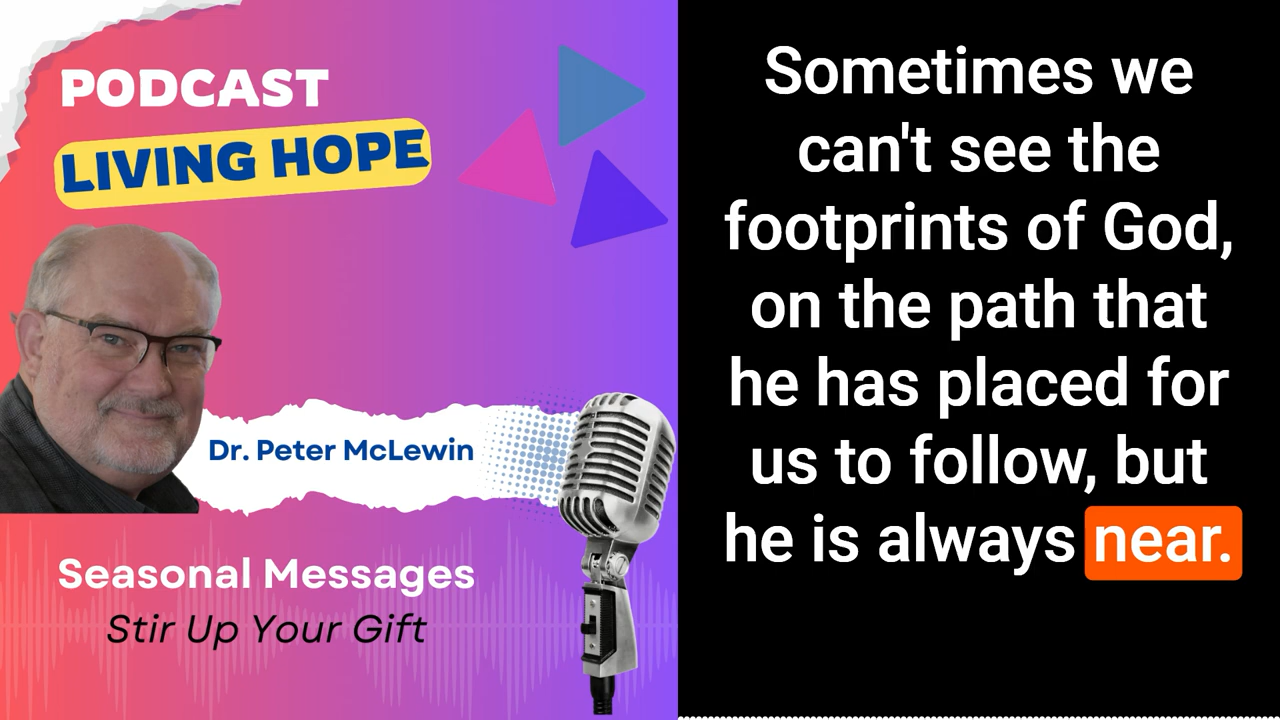 PODCAST
LIVING HOPE
Dr. Peter McLewin
Seasonal Messages
Stir Up Your Gift
Sometimes we
can't see the
footprints of God,
on the path that
he has placed for
us to follow, but
he is always near.